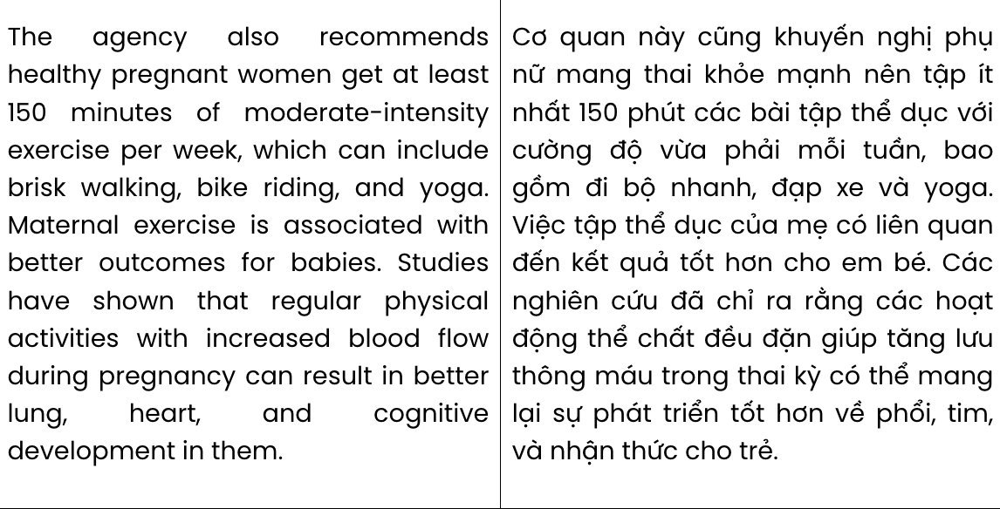 The agency also recommends
healthy pregnant women get at least
150 minutes of moderate-intensity
exercise per week, which can include
brisk walking, bike riding, and yoga.
Maternal exercise is associated with
better outcomes for babies. Studies
have shown that regular physical
activities with increased blood flow
during pregnancy can result in better
lung, heart, and cognitive
development in them.
Cơ quan này cũng khuyến nghị phụ
nữ mang thai khỏe mạnh nên tập ít
nhất 150 phút các bài tập thể dục với
cường độ vừa phải mỗi tuần, bao
gồm đi bộ nhanh, đạp xe và yoga.
Việc tập thể dục của mẹ có liên quan
đến kết quả tốt hơn cho em bé. Các
nghiên cứu đã chỉ ra rằng các hoạt
động thể chất đều đặn giúp tăng lưu
thông máu trong thai kỳ có thể mang
lại sự phát triển tốt hơn về phổi, tim,
và nhận thức cho trẻ.